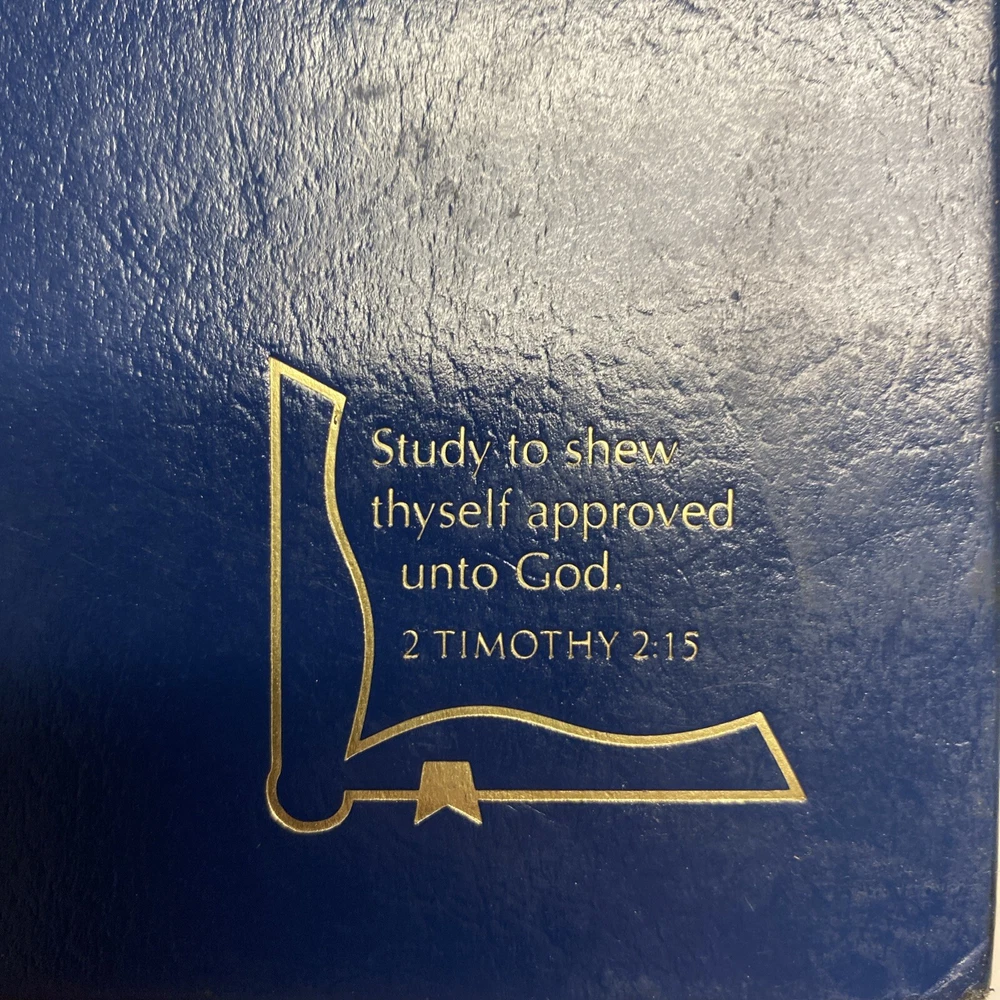 Study to shew
thyself approved
unto God.
2 TIMOTHY 2:15